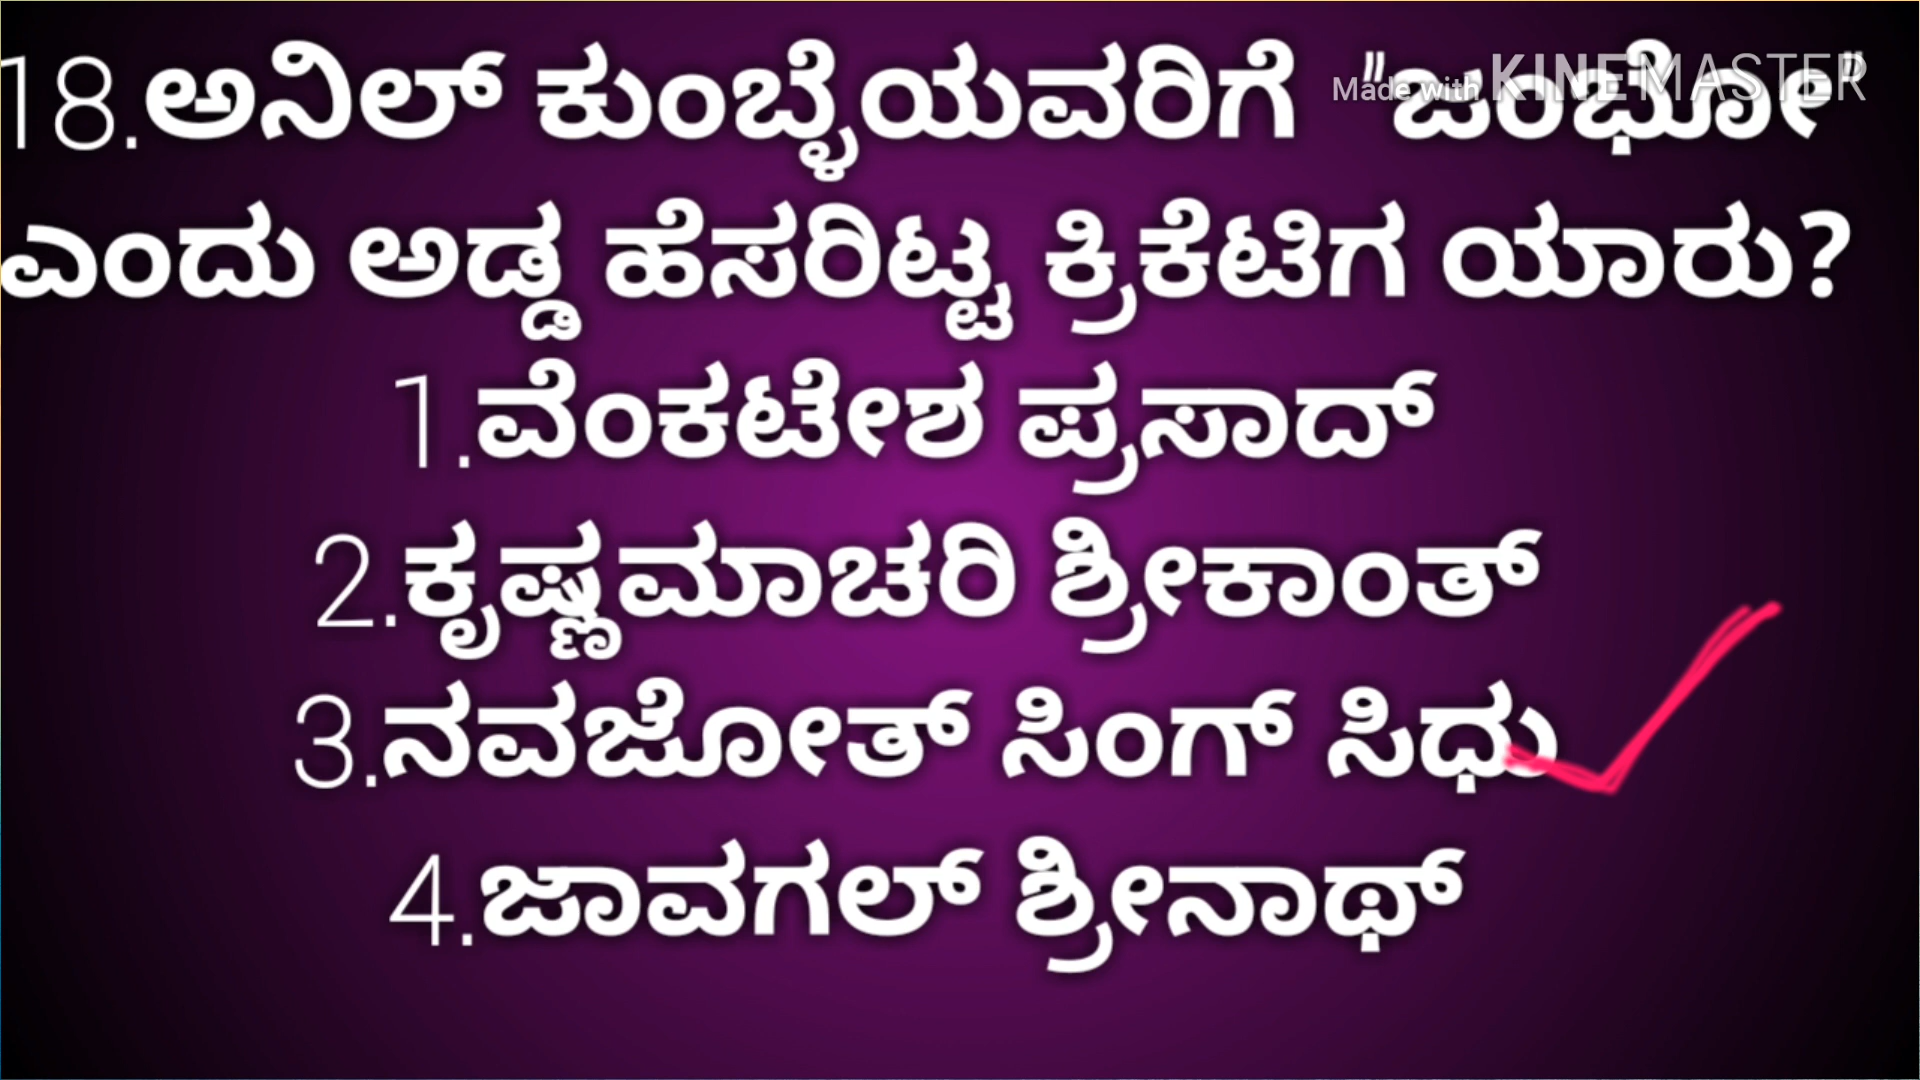 18.ಅನಿಲ್ ಕುಂಬ್ಳೆಯವರಿಗೆ "ಜಂಭೋ"
Made with KINEMASTER
ಎಂದು ಅಡ್ಡ ಹೆಸರಿಟ್ಟ ಕ್ರಿಕೆಟಿಗ ಯಾರು?
1.ವೆಂಕಟೇಶ ಪ್ರಸಾದ್
2.ಕೃಷ್ಣಮಾಚರಿ ಶ್ರೀಕಾಂತ್
3.ನವಜೋತ್ ಸಿಂಗ್ ಸಿಧು
4.ಜಾವಗಲ್ ಶ್ರೀನಾಥ್